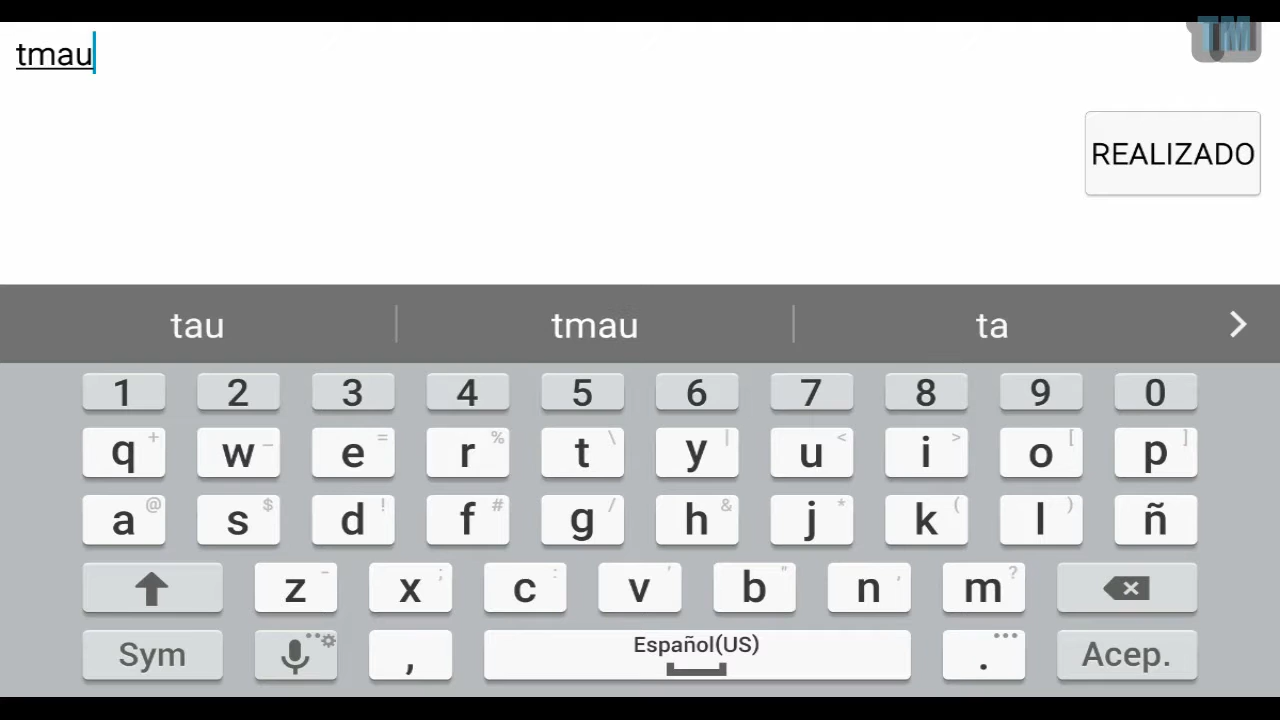 tmau
TM
REALIZADO
tau tmau ta
1 2 3 4 5 6 7 8 9 0
q + w _ e = r % t \ y | u < i > o [ p ]
a @ s $ d ! f # g / h & j * k ( l ) ñ
z - x ; c : v ' b " n , m ?
Sym , Español(US) . Acep.